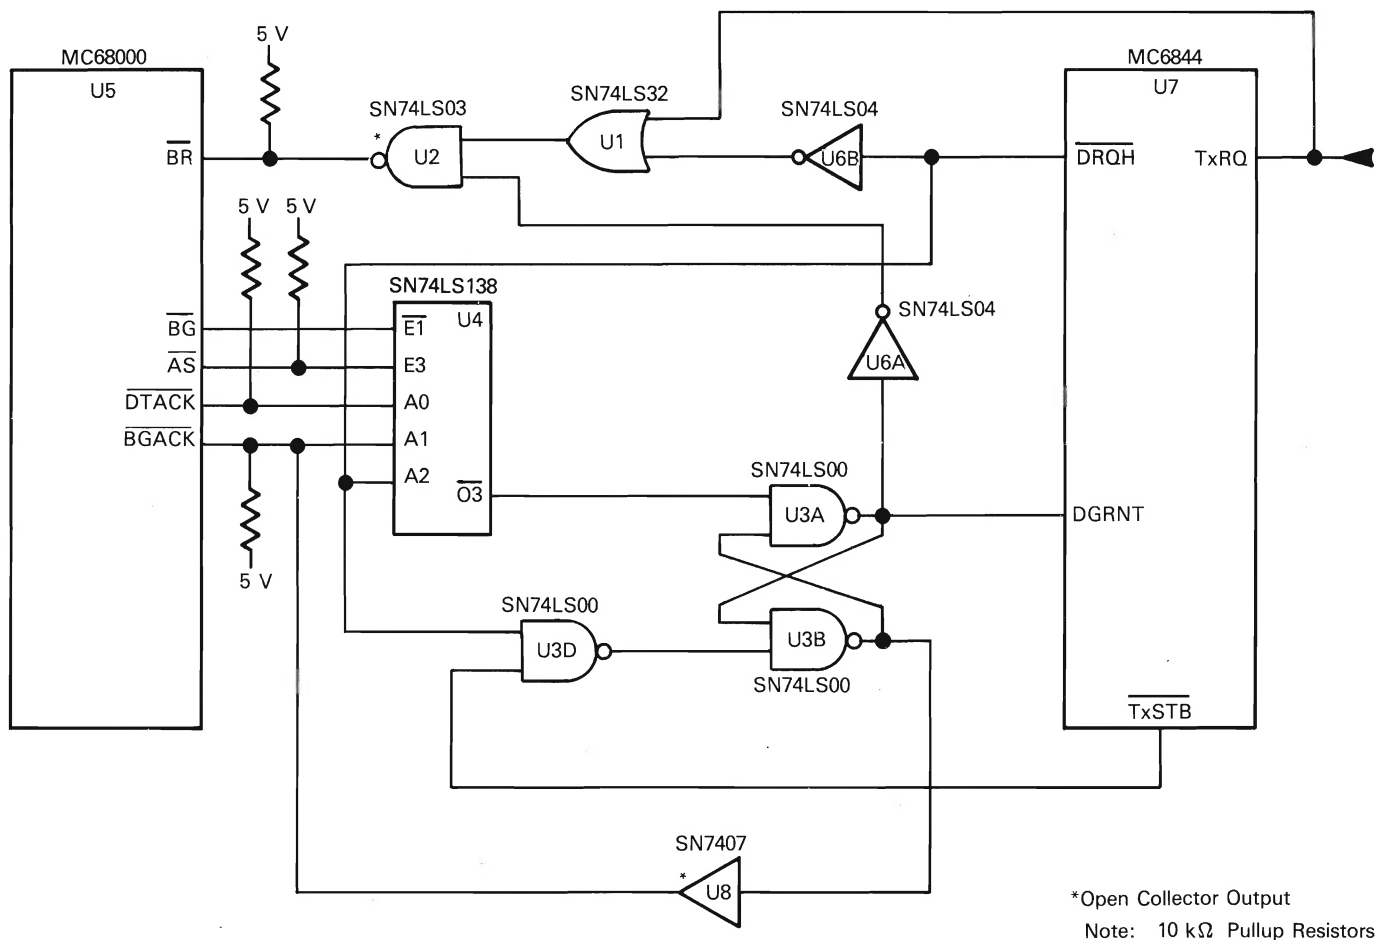 5 V
MC68000
U5
MC6844
U7
SN74LS03
*
U2
SN74LS32
U1
SN74LS04
U6B
BR
DRQH
TxRQ
5 V
5 V
SN74LS138
U4
SN74LS04
U6A
BG
E1
AS
E3
DTACK
A0
BGACK
A1
A2
O3
SN74LS00
U3A
DGRNT
5 V
SN74LS00
U3D
U3B
SN74LS00
TxSTB
SN7407
*
U8
*Open Collector Output
Note: 10 kΩ Pullup Resistors